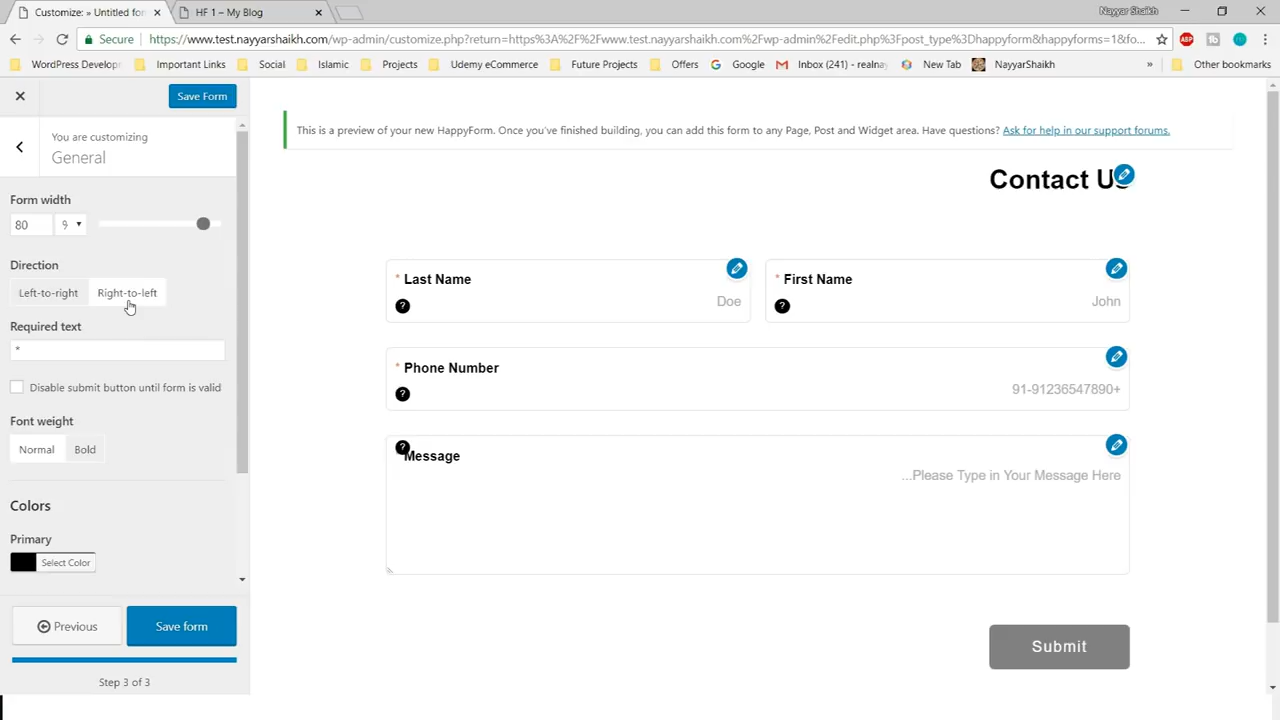 Customize: » Untitled for
HF 1 – My Blog
Nayyar Shaikh
Secure
https://www.test.nayyarshaikh.com/wp-admin/customize.php?return=https%3A%2F%2Fwww.test.nayyarshaikh.com%2Fwp-admin%2Fedit.php%3Fpost_type%3Dhappyform&happyforms=1&fo...
ABP
WordPress Develop
Important Links
Social
Islamic
Projects
Udemy eCommerce
Future Projects
Offers
Google
Inbox (241) - realna
New Tab
NayyarShaikh
»
Other bookmarks
Save Form
You are customizing
General
Form width
80
%
Direction
Left-to-right
Right-to-left
Required text
*
Disable submit button until form is valid
Font weight
Normal
Bold
Colors
Primary
Select Color
Previous
Save form
Step 3 of 3
This is a preview of your new HappyForm. Once you've finished building, you can add this form to any Page, Post and Widget area. Have questions? Ask for help in our support forums.
Contact Us
* Last Name
?
Doe
* First Name
?
John
* Phone Number
?
91-91236547890+
?
Message
...Please Type in Your Message Here
Submit